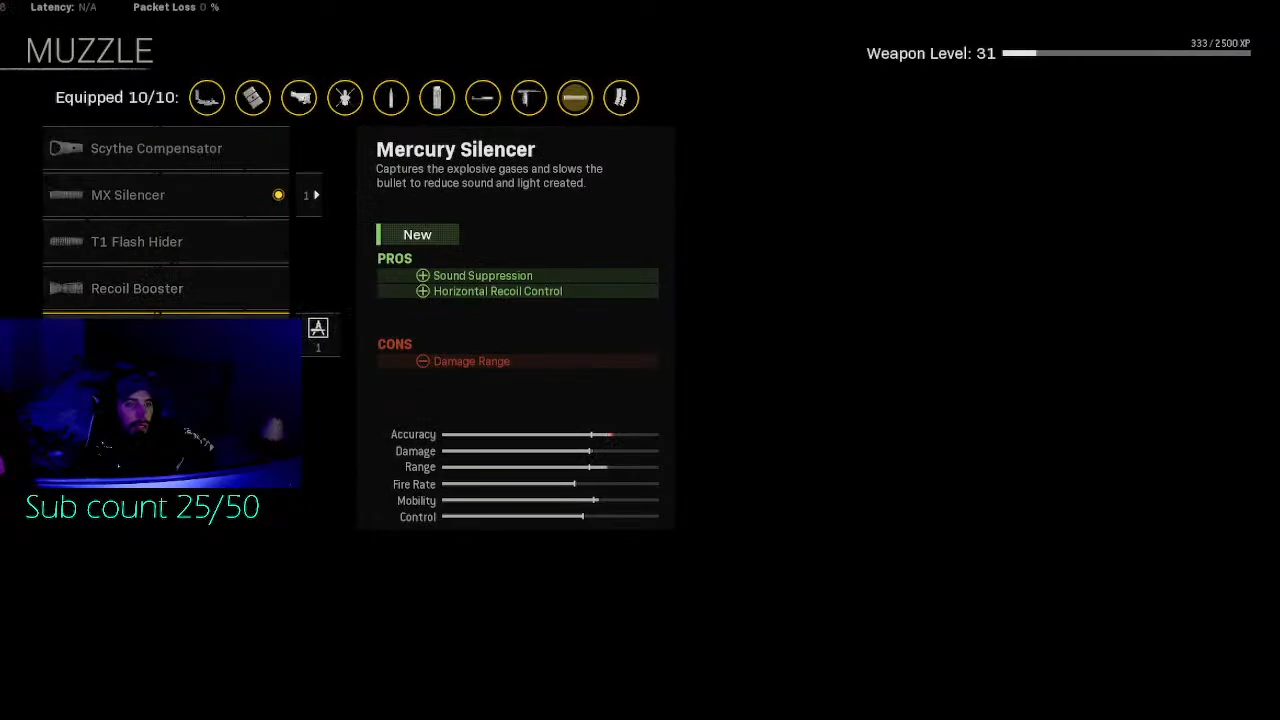 Latency: N/A Packet Loss 0 %
MUZZLE
Weapon Level: 31
333 / 2500 XP
Equipped 10/10:
Scythe Compensator
MX Silencer
1
T1 Flash Hider
Recoil Booster
1
Mercury Silencer
Captures the explosive gases and slows the
bullet to reduce sound and light created.
New
PROS
Sound Suppression
Horizontal Recoil Control
CONS
Damage Range
Accuracy
Damage
Range
Fire Rate
Mobility
Control
Sub count 25/50